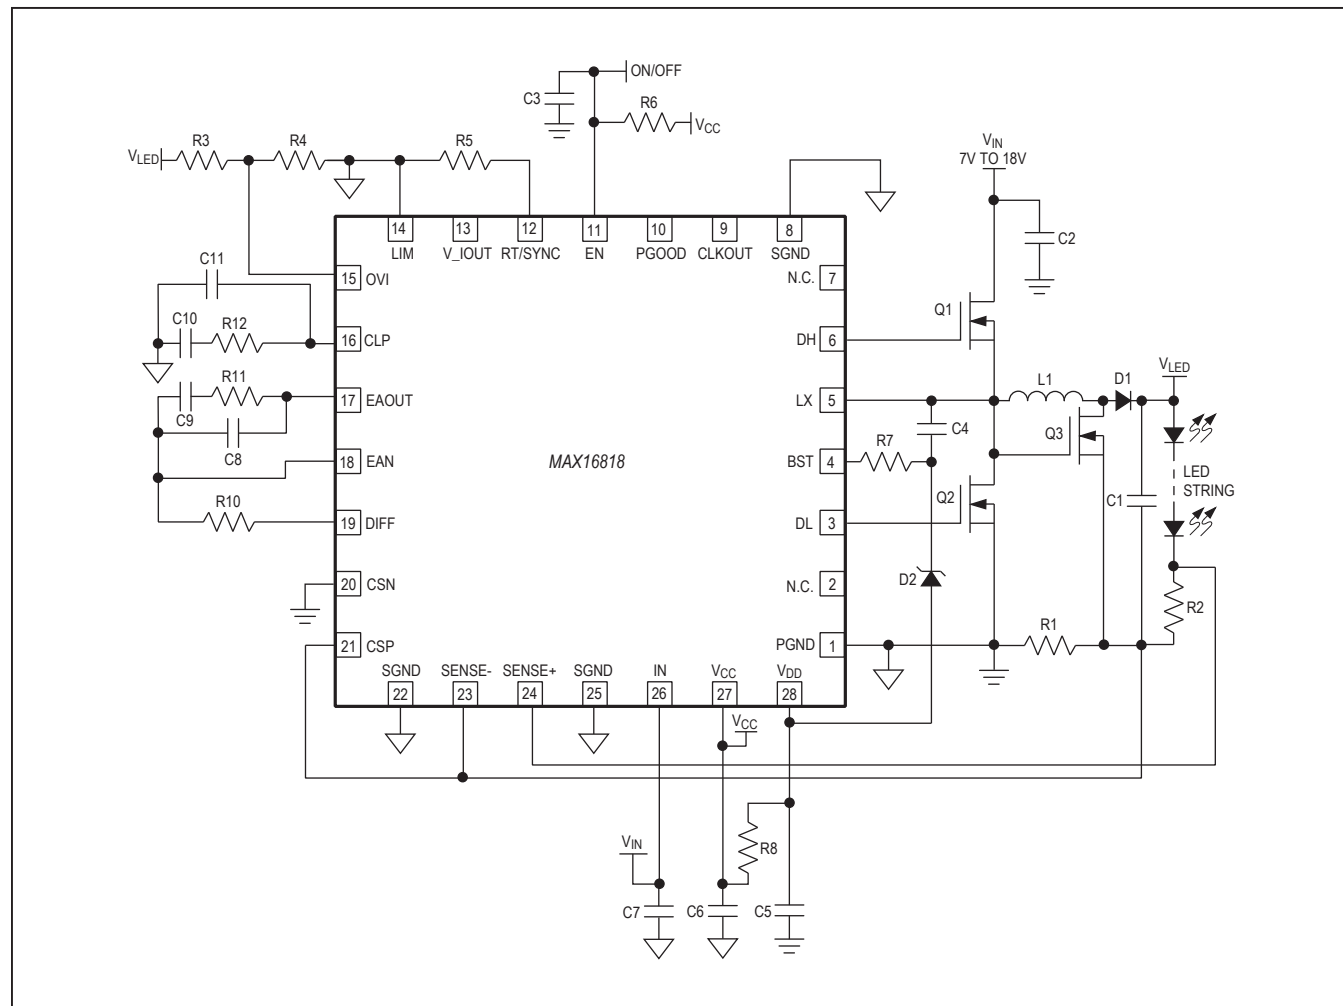 ON/OFF
C3
R6
VCC
R3
R4
R5
VLED
VIN
7V TO 18V
C2
14
13
12
11
10
9
8
LIM
V_IOUT
RT/SYNC
EN
PGOOD
CLKOUT
SGND
C11
15
OVI
N.C.
7
C10
R12
16
CLP
DH
6
Q1
R11
C9
C8
17
EAOUT
LX
5
L1
D1
VLED
C4
Q3
R7
18
EAN
MAX16818
BST
4
LED
STRING
Q2
C1
R10
19
DIFF
DL
3
20
CSN
N.C.
2
D2
R2
21
CSP
PGND
1
R1
SGND
SENSE-
SENSE+
SGND
IN
VCC
VDD
22
23
24
25
26
27
28
VCC
R8
VIN
C7
C6
C5